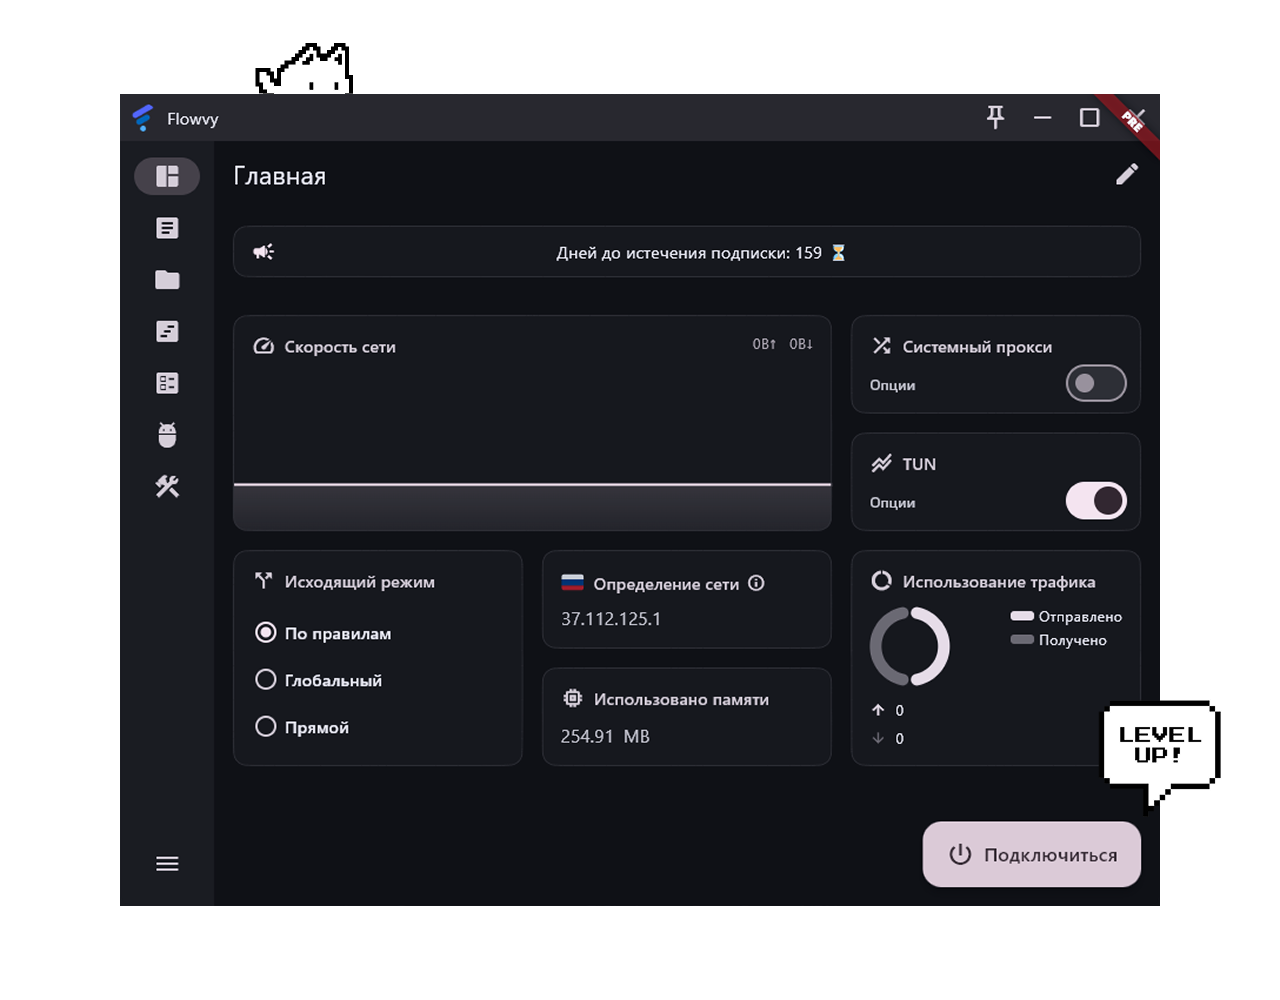 Flowvy
PRE
Главная
Дней до истечения подписки: 159 ⏳
Скорость сети
0B↑ 0B↓
Системный прокси
Опции
TUN
Опции
Исходящий режим
По правилам
Глобальный
Прямой
Определение сети
37.112.125.1
Использовано памяти
254.91 MB
Использование трафика
Отправлено
Получено
↑ 0
↓ 0
LEVEL
UP!
Подключиться